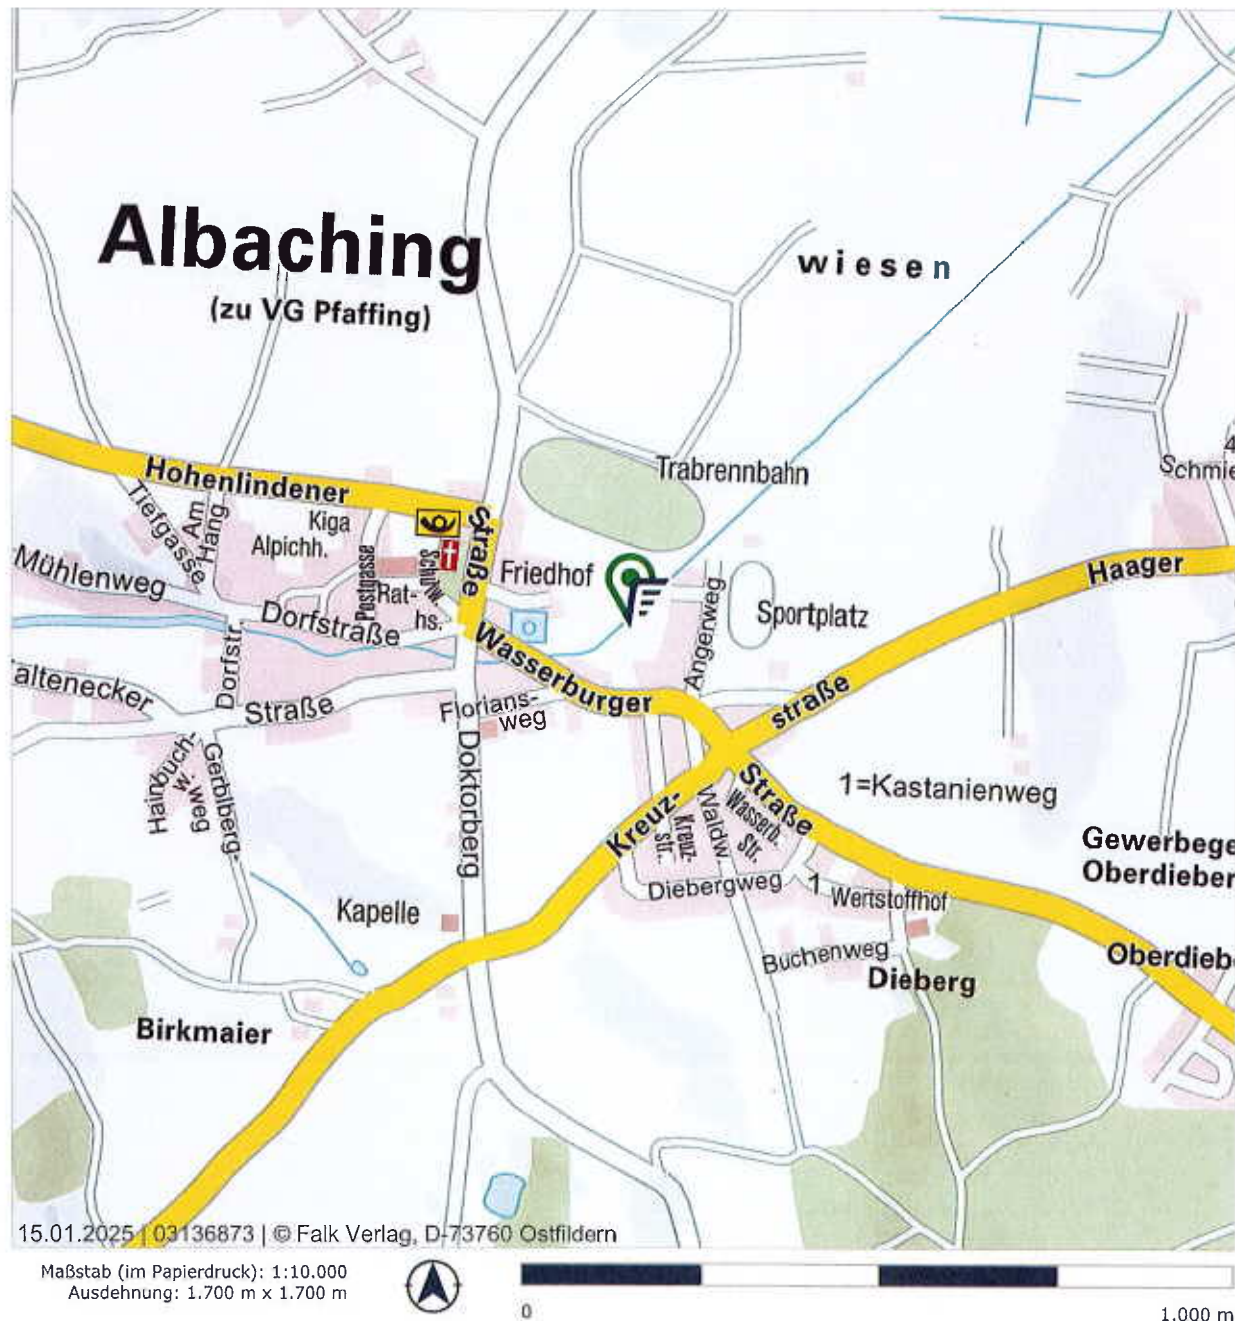 Albaching
(zu VG Pfaffing)
wiesen
Trabrennbahn
Hohenlindener
Straße
Schmie
Tiefgasse
Am
Hang
Kiga
Alpichh.
Postgasse
Schulw.
Friedhof
Haager
Mühlenweg
Rat-
hs.
Dorfstraße
Angerweg
Sportplatz
Dorfstr.
Wasserburger
altenecker
Straße
Florians-
weg
straße
Hainbuch-
w.
Gerblberg-
weg
Doktorberg
Kreuz-
Straße
1=Kastanienweg
Kreuz-
str.
Waldw.
Wasserb.
Str.
Gewerbege
Oberdieber
Diebergweg
1
Wertstoffhof
Kapelle
Buchenweg
Oberdieb
Dieberg
Birkmaier
15.01.2025 | 03136873 | © Falk Verlag, D-73760 Ostfildern
Maßstab (im Papierdruck): 1:10.000
Ausdehnung: 1.700 m x 1.700 m
0
1.000 m